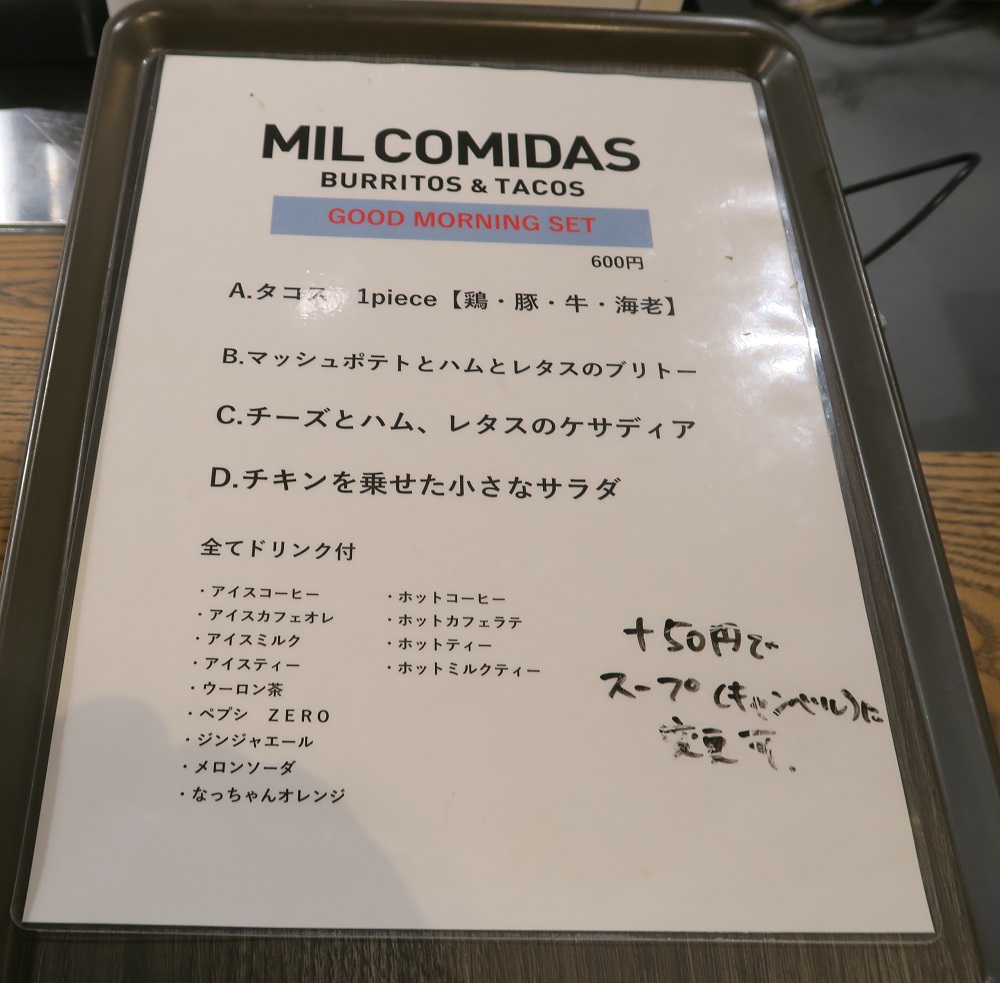 MIL COMIDAS
BURRITOS & TACOS
GOOD MORNING SET
600円
A.タコス　1piece【鶏・豚・牛・海老】
B.マッシュポテトとハムとレタスのブリトー
C.チーズとハム、レタスのケサディア
D.チキンを乗せた小さなサラダ
全てドリンク付
・アイスコーヒー
・アイスカフェオレ
・アイスミルク
・アイスティー
・ウーロン茶
・ペプシ　ZERO
・ジンジャエール
・メロンソーダ
・なっちゃんオレンジ
・ホットコーヒー
・ホットカフェラテ
・ホットティー
・ホットミルクティー
+50円で
スープ(キャンベル)に
変更可.